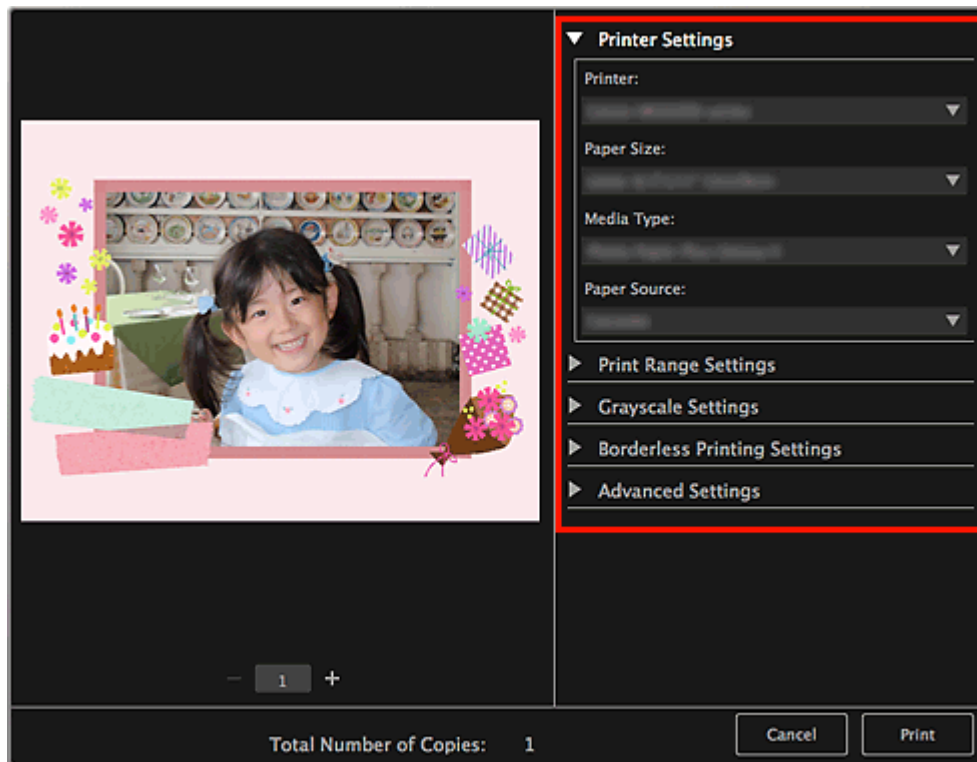 Printer Settings
Printer:
Paper Size:
Media Type:
Paper Source:
Print Range Settings
Grayscale Settings
Borderless Printing Settings
Advanced Settings
1
Total Number of Copies: 1
Cancel
Print